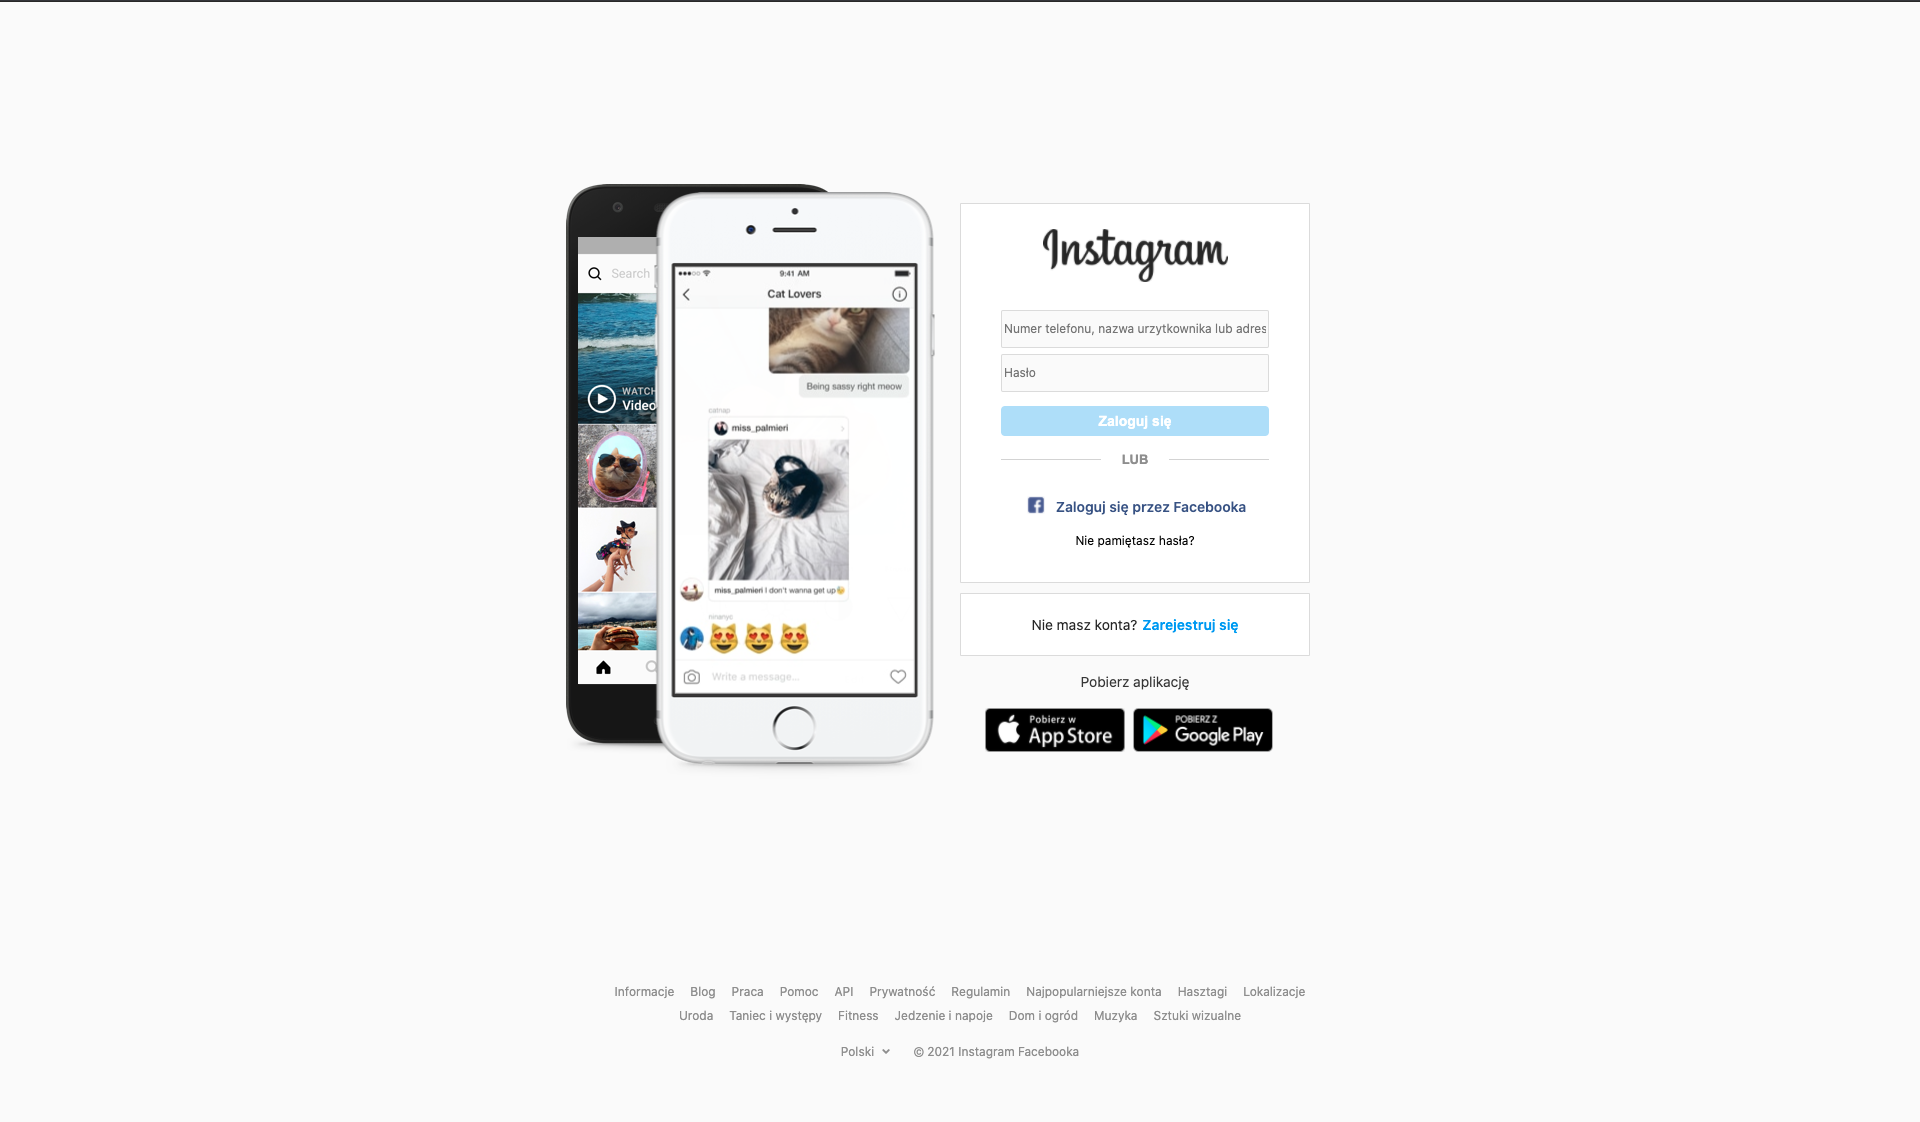 Search
WATCH
Video
9:41 AM
Cat Lovers
Being sassy right meow
catnap
miss_palmieri
miss_palmieri I don't wanna get up
Write a message...
Instagram
Numer telefonu, nazwa urzytkownika lub adres
Hasło
Zaloguj się
LUB
Zaloguj się przez Facebooka
Nie pamiętasz hasła?
Nie masz konta? Zarejestruj się
Pobierz aplikację
Pobierz w
App Store
POBIERZ Z
Google Play
Informacje Blog Praca Pomoc API Prywatność Regulamin Najpopularniejsze konta Hasztagi Lokalizacje
Uroda Taniec i występy Fitness Jedzenie i napoje Dom i ogród Muzyka Sztuki wizualne
Polski © 2021 Instagram Facebooka